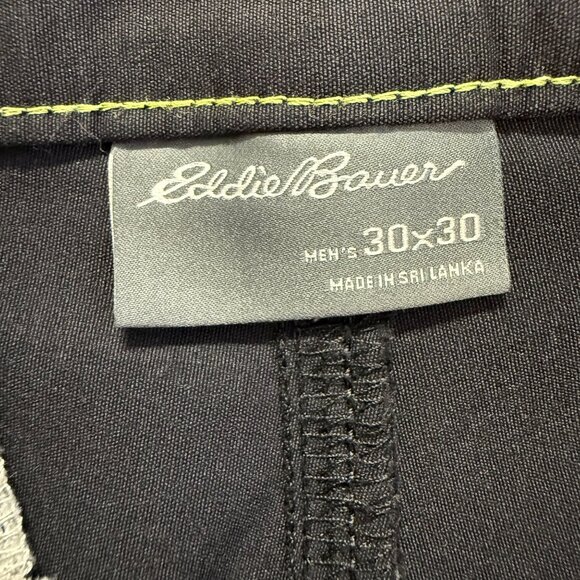 Eddie Bauer
MEN's 30x30
MADE IN SRI LANKA